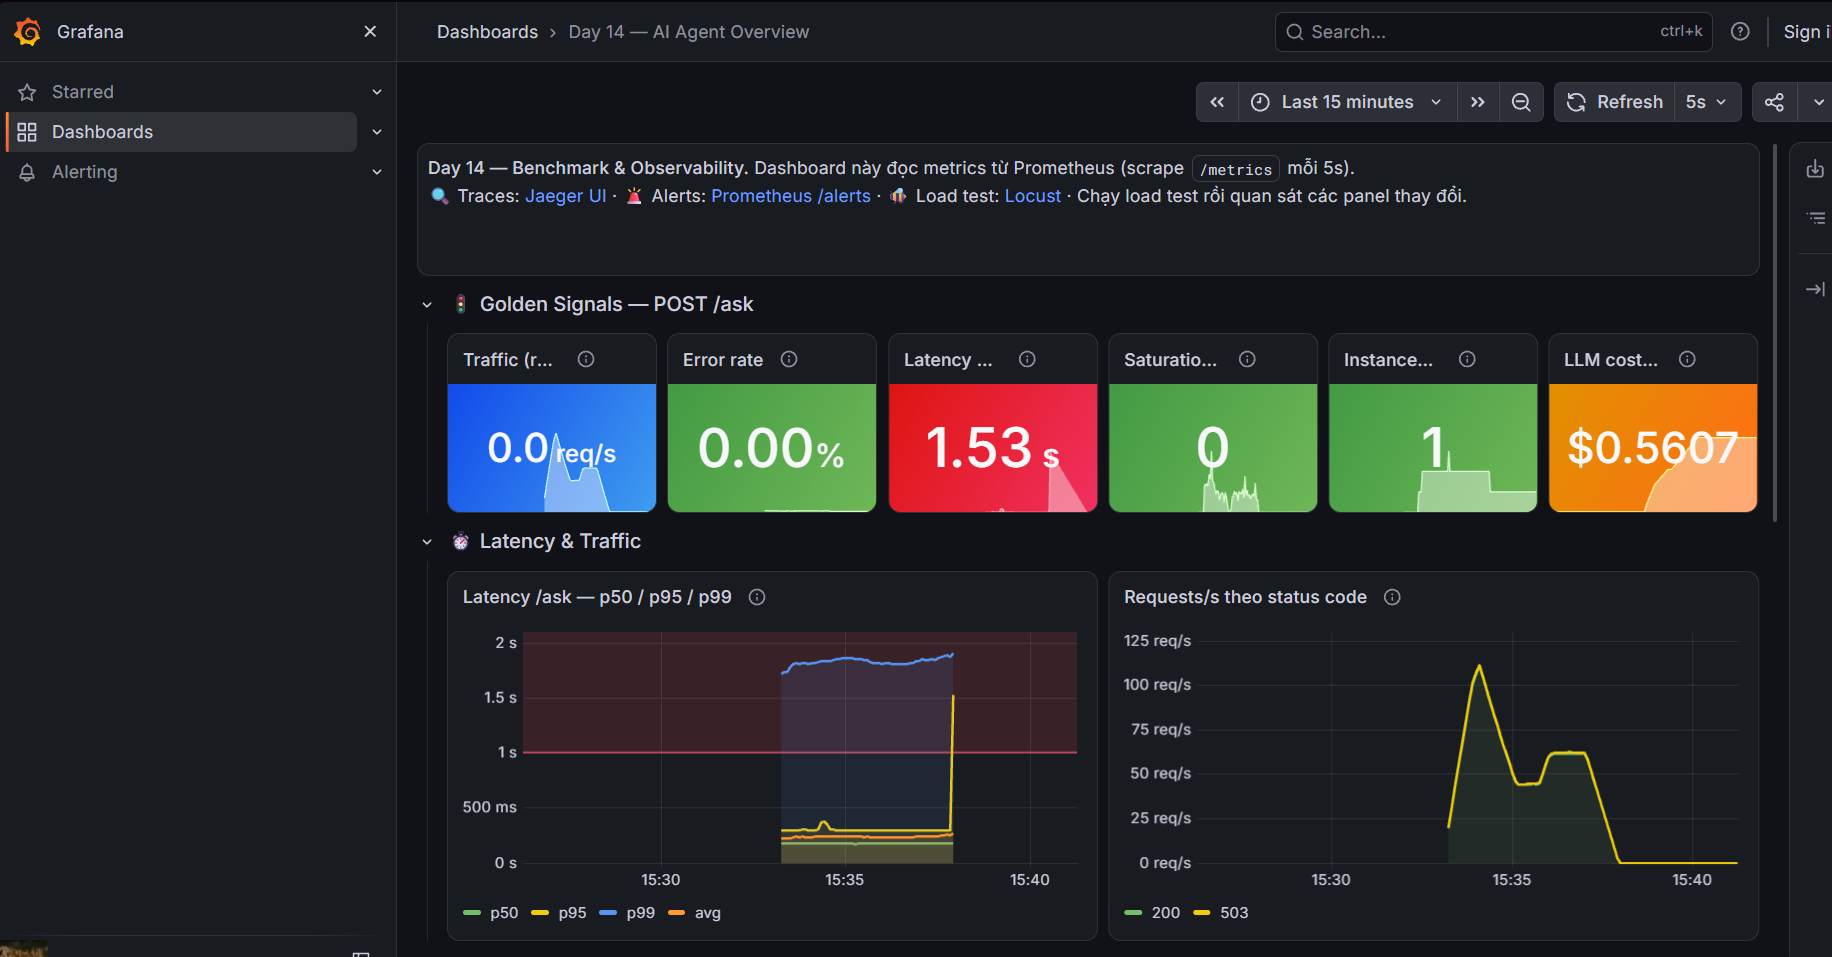 Grafana
Dashboards › Day 14 — AI Agent Overview
Search...
ctrl+k
Sign i
Starred
Dashboards
Alerting
Last 15 minutes
Refresh
5s
Day 14 — Benchmark & Observability. Dashboard này đọc metrics từ Prometheus (scrape /metrics mỗi 5s).
Traces: Jaeger UI · Alerts: Prometheus /alerts · Load test: Locust · Chạy load test rồi quan sát các panel thay đổi.
Golden Signals — POST /ask
Traffic (r...
Error rate
Latency ...
Saturatio...
Instance...
LLM cost...
0.0 req/s
0.00%
1.53 s
0
1
$0.5607
Latency & Traffic
Latency /ask — p50 / p95 / p99
2 s
1.5 s
1 s
500 ms
0 s
15:30
15:35
15:40
p50
p95
p99
avg
Requests/s theo status code
125 req/s
100 req/s
75 req/s
50 req/s
25 req/s
0 req/s
15:30
15:35
15:40
200
503